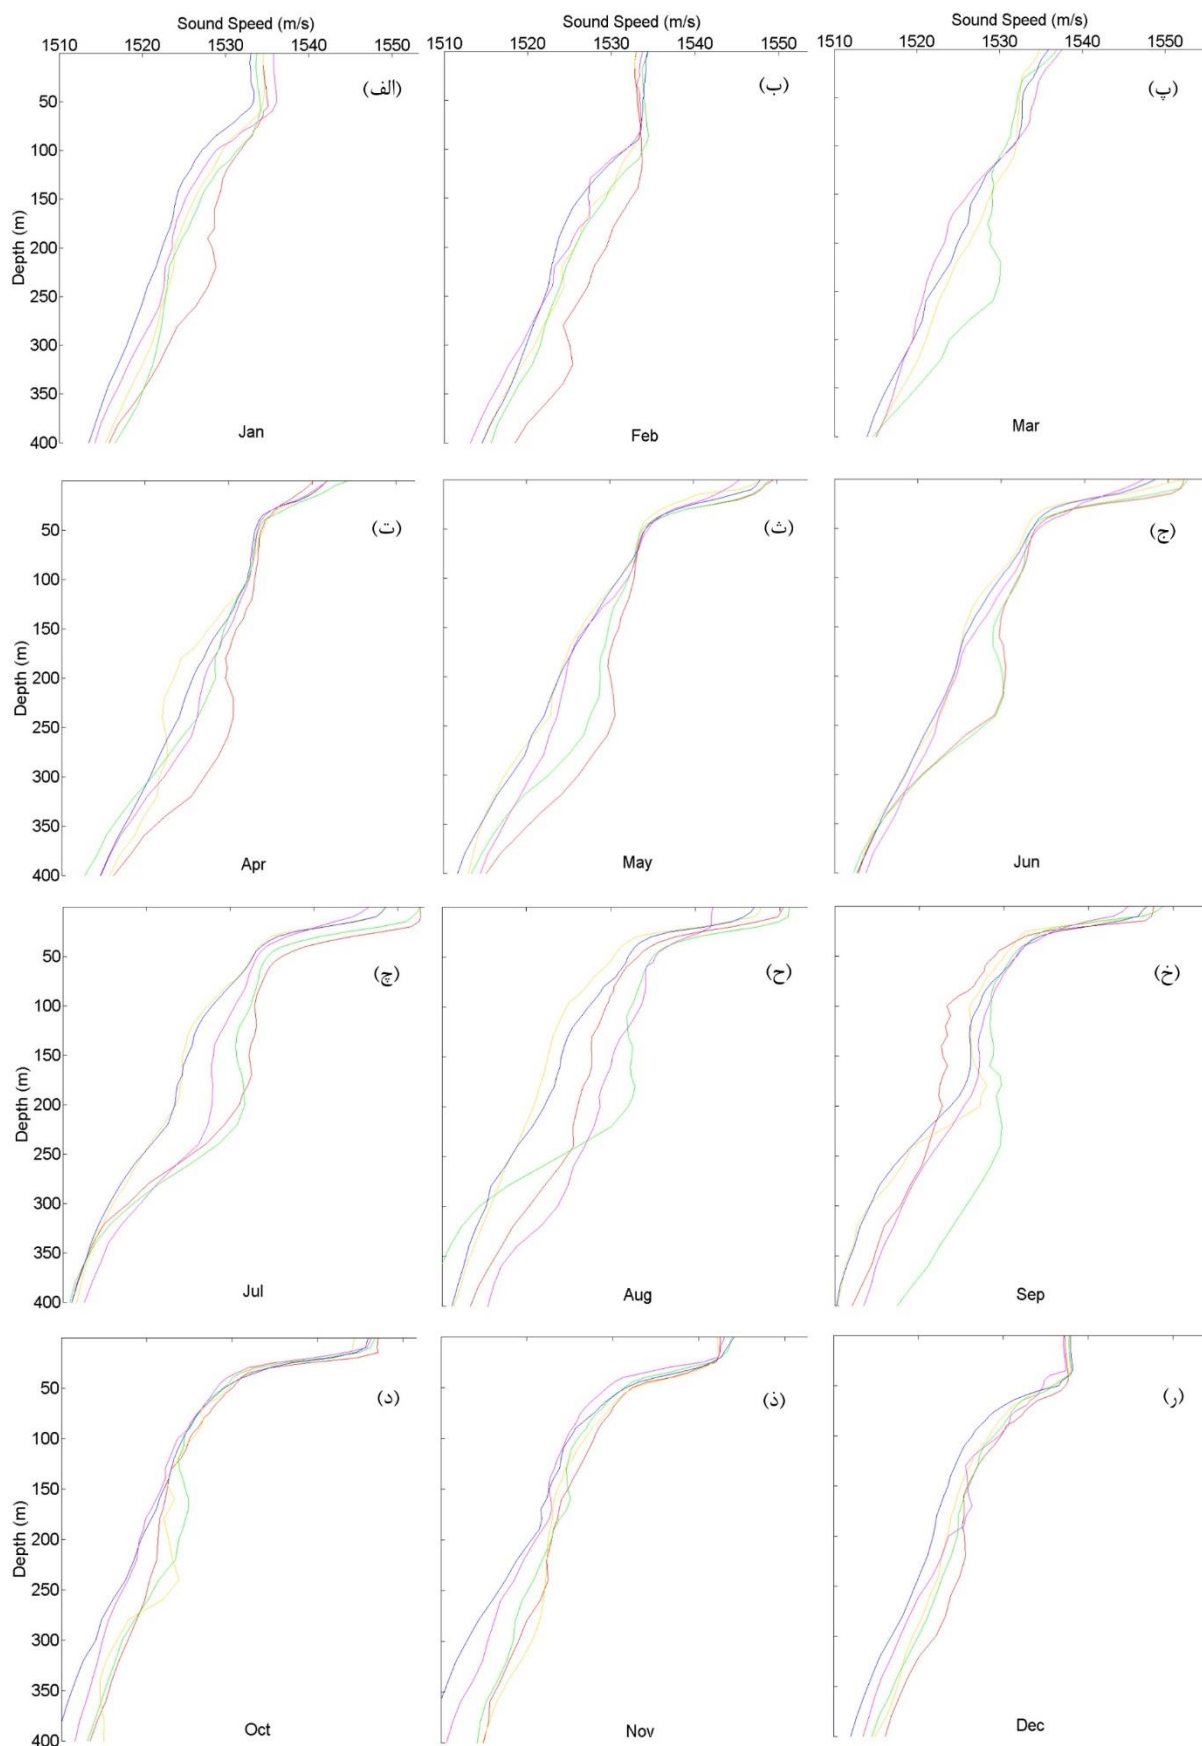 Sound Speed (m/s) Sound Speed (m/s) Sound Speed (m/s)
1510 1520 1530 1540 1550 1510 1520 1530 1540 1550 1510 1520 1530 1540 1550
(الف) (ب) (پ)
50
100
150
200
250
300
350
400
Depth (m)
Jan Feb Mar
(ت) (ث) (ج)
50
100
150
200
250
300
350
400
Depth (m)
Apr May Jun
(چ) (ح) (خ)
50
100
150
200
250
300
350
400
Depth (m)
Jul Aug Sep
(د) (ذ) (ر)
50
100
150
200
250
300
350
400
Depth (m)
Oct Nov Dec